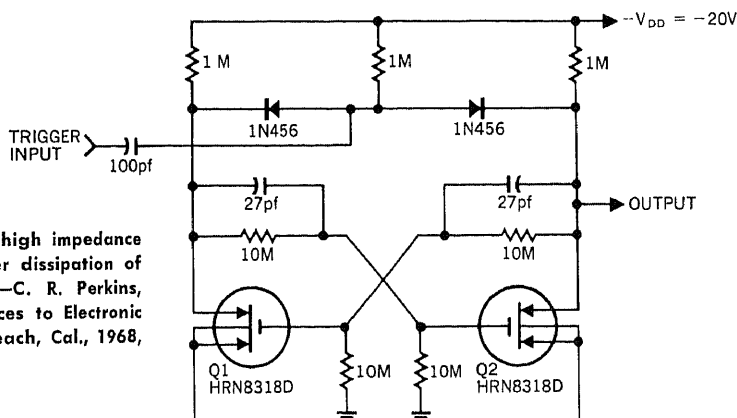 --V_DD = -20V
1 M
1M
1M
1N456
1N456
TRIGGER
INPUT
100pf
27pf
27pf
OUTPUT
10M
10M
high impedance
er dissipation of
—C. R. Perkins,
ces to Electronic
each, Cal., 1968,
Q1
HRN8318D
10M
10M
Q2
HRN8318D